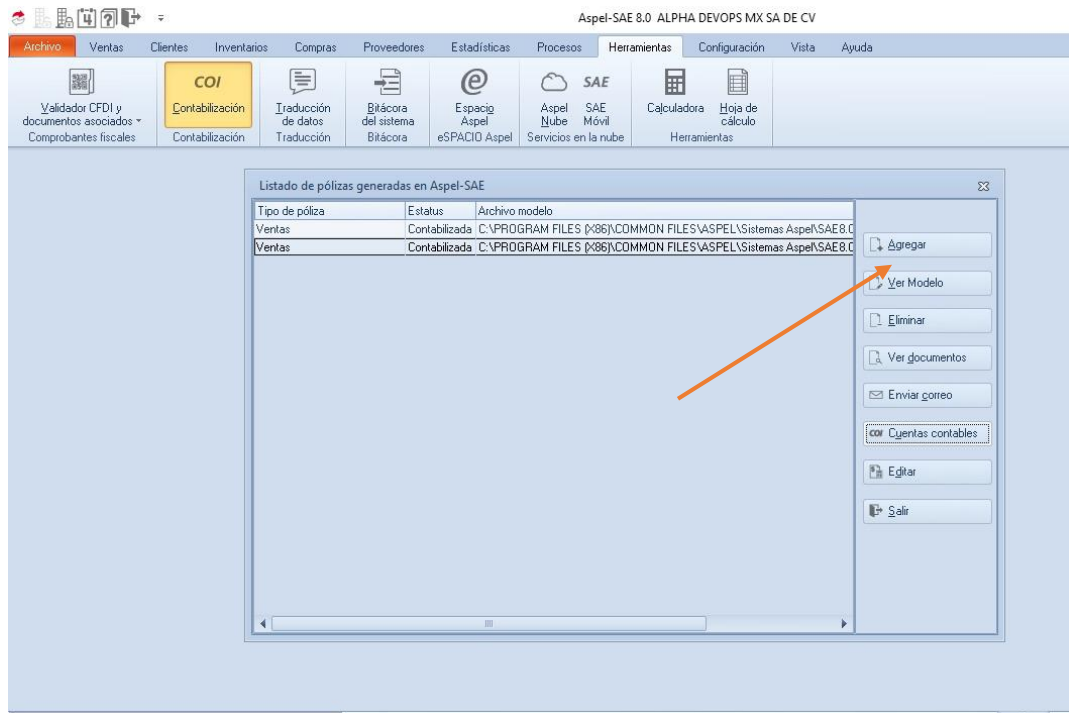 Aspel-SAE 8.0 ALPHA DEVOPS MX SA DE CV
Archivo Ventas Clientes Inventarios Compras Proveedores Estadísticas Procesos Herramientas Configuración Vista Ayuda
Validador CFDI y documentos asociados
Comprobantes fiscales
COI
Contabilización
Contabilización
Traducción de datos
Traducción
Bitácora del sistema
Bitácora
Espacio Aspel
eSPACIO Aspel
Aspel Nube
SAE
SAE Móvil
Servicios en la nube
Calculadora
Hoja de cálculo
Herramientas
Listado de pólizas generadas en Aspel-SAE
Tipo de póliza Estatus Archivo modelo
Ventas Contabilizada C:\PROGRAM FILES (X86)\COMMON FILES\ASPEL\Sistemas Aspel\SAE8.0
Ventas Contabilizada C:\PROGRAM FILES (X86)\COMMON FILES\ASPEL\Sistemas Aspel\SAE8.0
Agregar
Ver Modelo
Eliminar
Ver documentos
Enviar correo
COI Cuentas contables
Editar
Salir